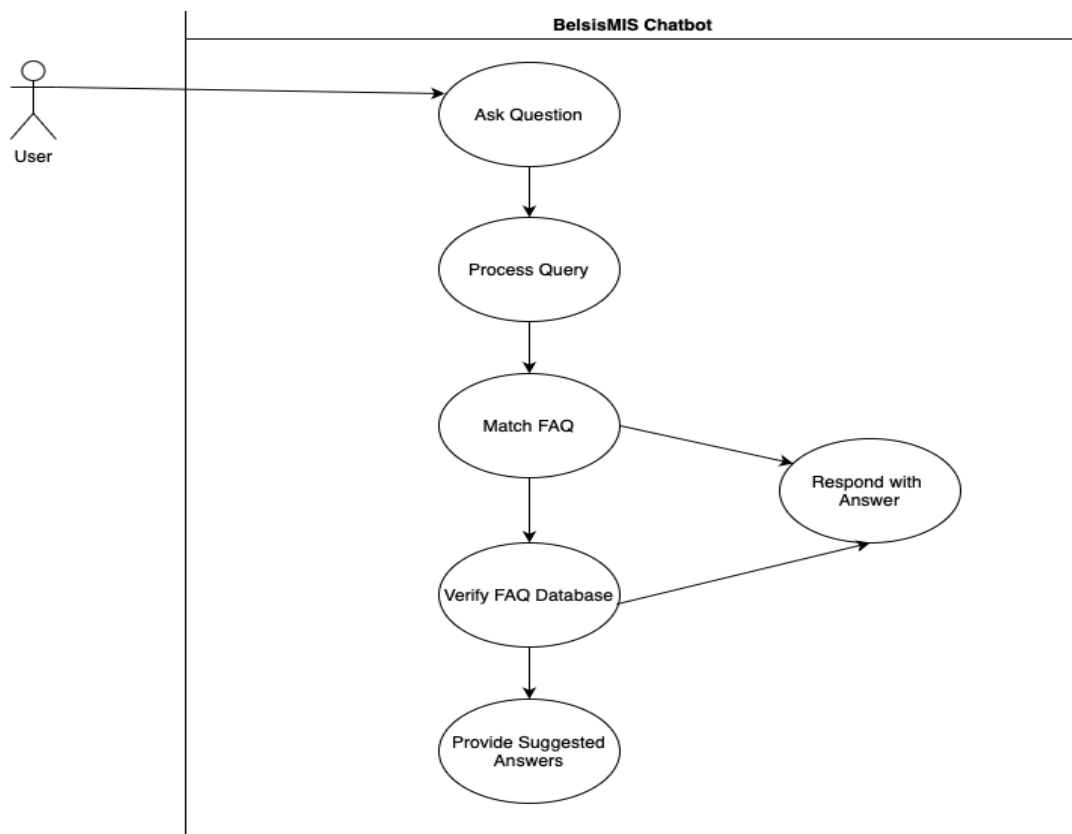 BelsisMIS Chatbot
User
Ask Question
Process Query
Match FAQ
Respond with
Answer
Verify FAQ Database
Provide Suggested
Answers